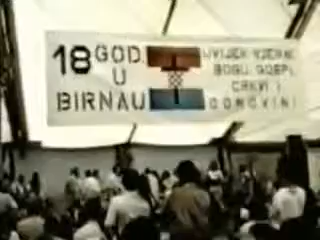 18 GOD.
U
BIRNAU
UVIJEK VJERNI
BOGU, GOSPI,
CRKVI I
DOMOVINI